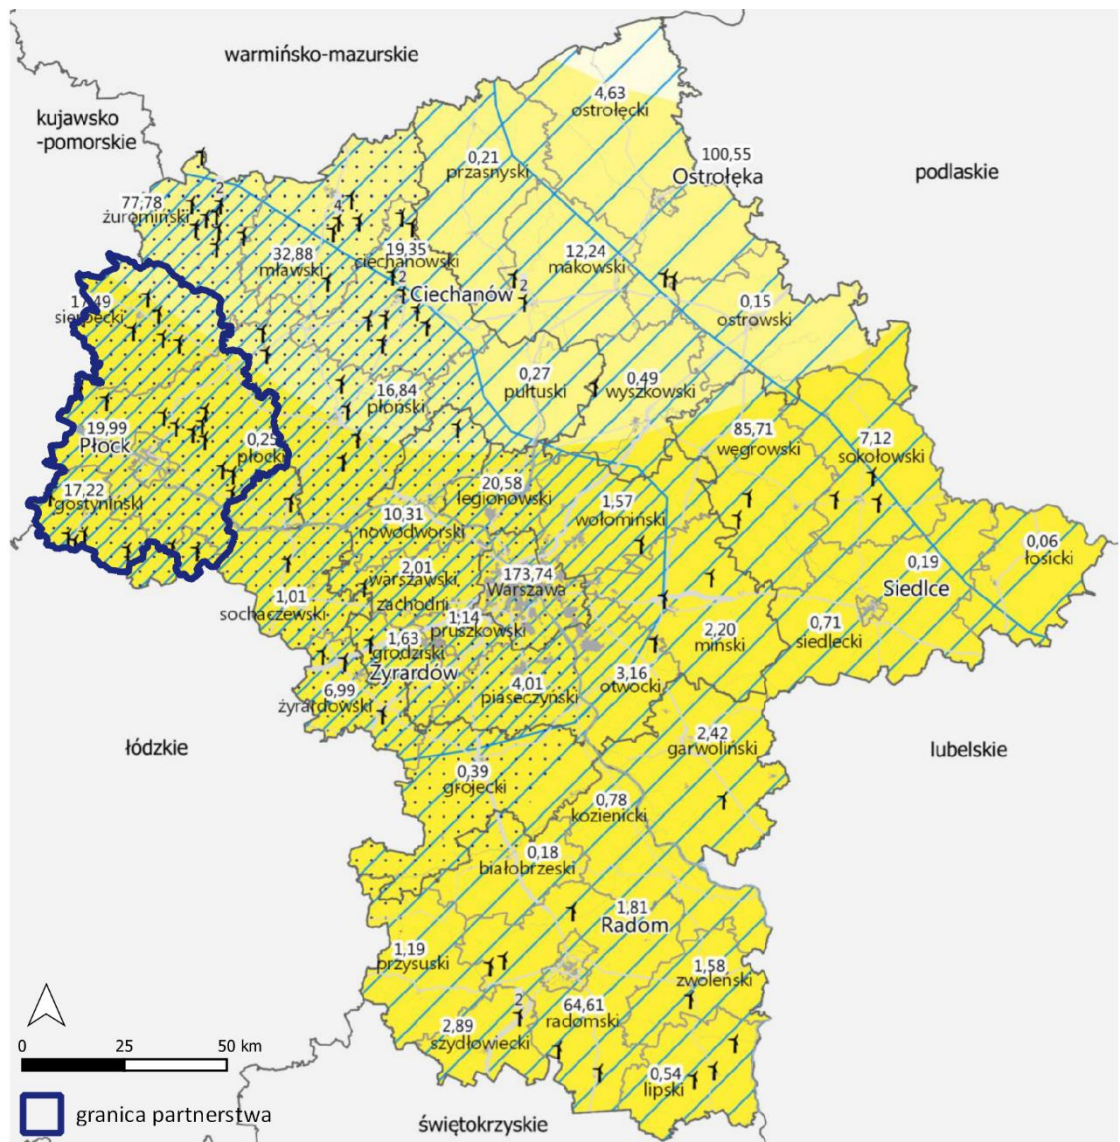 warmińsko-mazurskie
kujawsko
-pomorskie
4,63
ostrołęcki
100,55
Ostrołęka
podlaskie
0,21
przasnyski
2
77,78
żuromiński
4
32,88
mławski
19,35
ciechanowski
2
Ciechanów
12,24
makowski
2
0,15
ostrowski
sierpecki
0,27
pułtuski
0,49
wyszkowski
16,84
płoński
19,99
Płock
0,25
płocki
85,71
węgrowski
7,12
sokołowski
17,22
gostyniński
20,58
legionowski
1,57
wołomiński
10,31
nowodworski
0,06
łosicki
0,19
Siedlce
2,01
warszawski
zachodni
173,74
Warszawa
1,01
sochaczewski
1,14
pruszkowski
1,63
grodziski
Żyrardów
0,71
siedlecki
2,20
miński
3,16
otwocki
6,99
żyrardowski
4,01
piaseczyński
łódzkie
2,42
garwoliński
lubelskie
0,39
grójecki
0,78
kozienicki
0,18
białobrzeski
1,81
Radom
1,19
przysuski
1,58
zwoleński
2
64,61
radomski
2,89
szydłowiecki
0,54
lipski
0
25
50 km
granica partnerstwa
świętokrzyskie